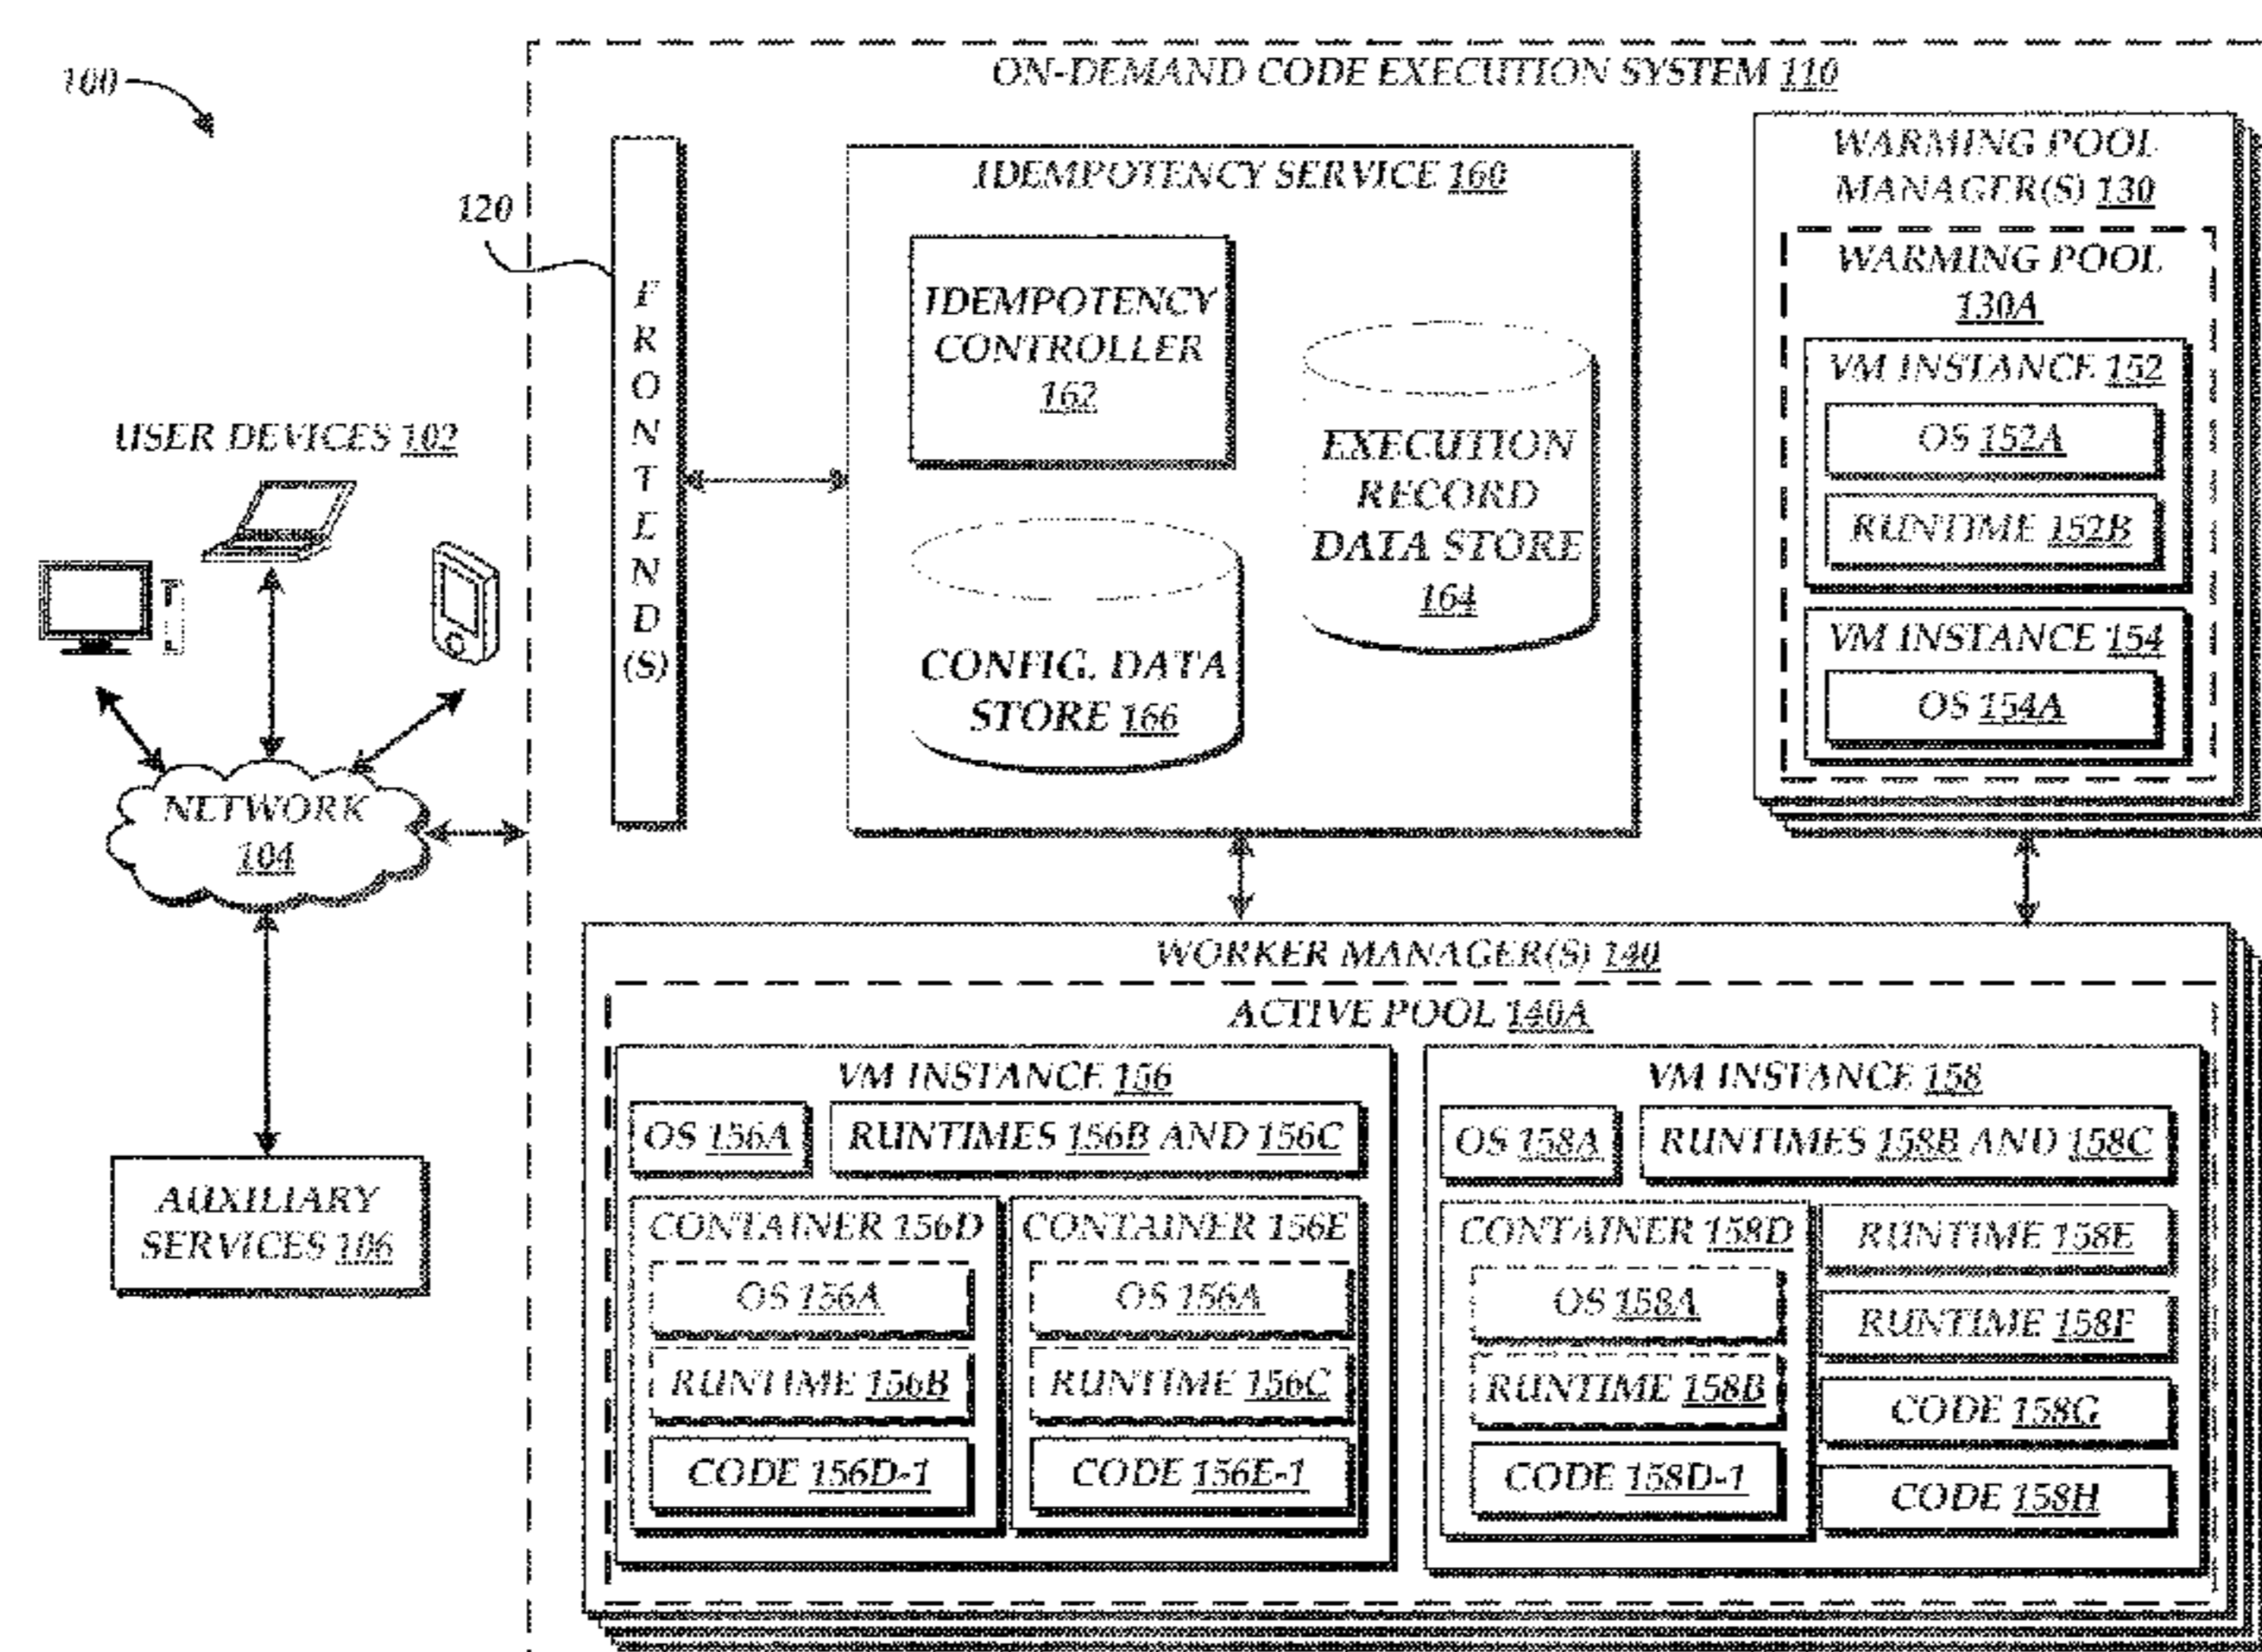 100
ON-DEMAND CODE EXECUTION SYSTEM 110
120
F
R
O
N
T
E
N
D
(S)
IDEMPOTENCY SERVICE 160
IDEMPOTENCY
CONTROLLER
162
EXECUTION
RECORD
DATA STORE
164
CONFIG. DATA
STORE 166
WARMING POOL
MANAGER(S) 130
WARMING POOL
130A
VM INSTANCE 152
OS 152A
RUNTIME 152B
VM INSTANCE 154
OS 154A
USER DEVICES 102
NETWORK
104
AUXILIARY
SERVICES 106
WORKER MANAGER(S) 140
ACTIVE POOL 140A
VM INSTANCE 156
OS 156A
RUNTIMES 156B AND 156C
CONTAINER 156D
OS 156A
RUNTIME 156B
CODE 156D-1
CONTAINER 156E
OS 156A
RUNTIME 156C
CODE 156E-1
VM INSTANCE 158
OS 158A
RUNTIMES 158B AND 158C
CONTAINER 158D
OS 158A
RUNTIME 158B
CODE 158D-1
RUNTIME 158E
RUNTIME 158F
CODE 158G
CODE 158H